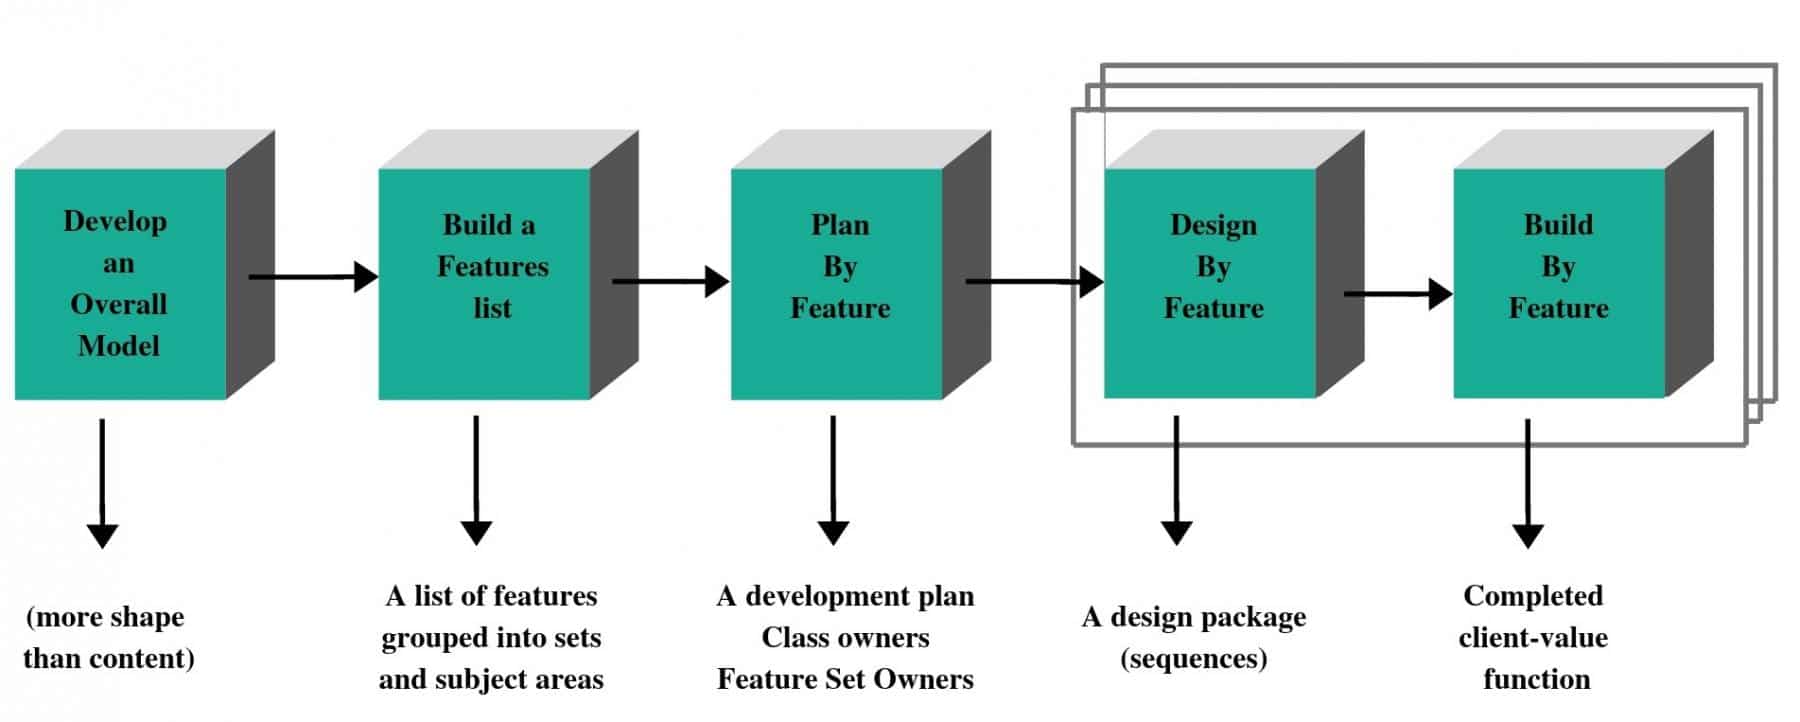 Develop
an
Overall
Model
Build a
Features
list
Plan
By
Feature
Design
By
Feature
Build
By
Feature
(more shape
than content)
A list of features
grouped into sets
and subject areas
A development plan
Class owners
Feature Set Owners
A design package
(sequences)
Completed
client-value
function